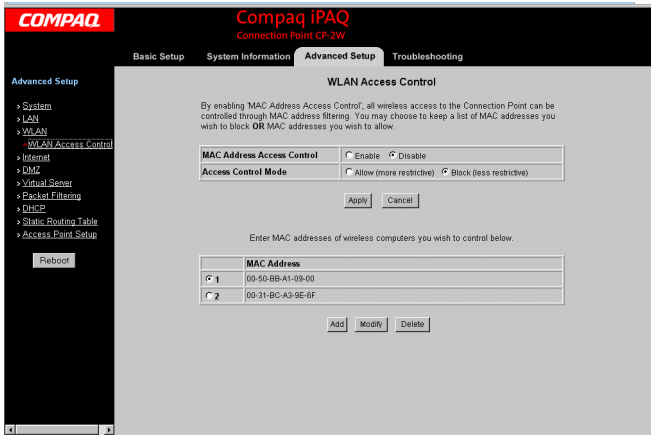 COMPAQ
Compaq iPAQ
Connection Point CP-2W
Basic Setup System Information Advanced Setup Troubleshooting
Advanced Setup
System
LAN
WLAN
WLAN Access Control
Internet
DMZ
Virtual Server
Packet Filtering
DHCP
Static Routing Table
Access Point Setup
Reboot
WLAN Access Control
By enabling 'MAC Address Access Control', all wireless access to the Connection Point can be
controlled through MAC address filtering. You may choose to keep a list of MAC addresses you
wish to block OR MAC addresses you wish to allow.
MAC Address Access Control Enable Disable
Access Control Mode Allow (more restrictive) Block (less restrictive)
Apply Cancel
Enter MAC addresses of wireless computers you wish to control below.
MAC Address
1 00-50-BB-A1-09-00
2 00-31-BC-A3-9E-6F
Add Modify Delete